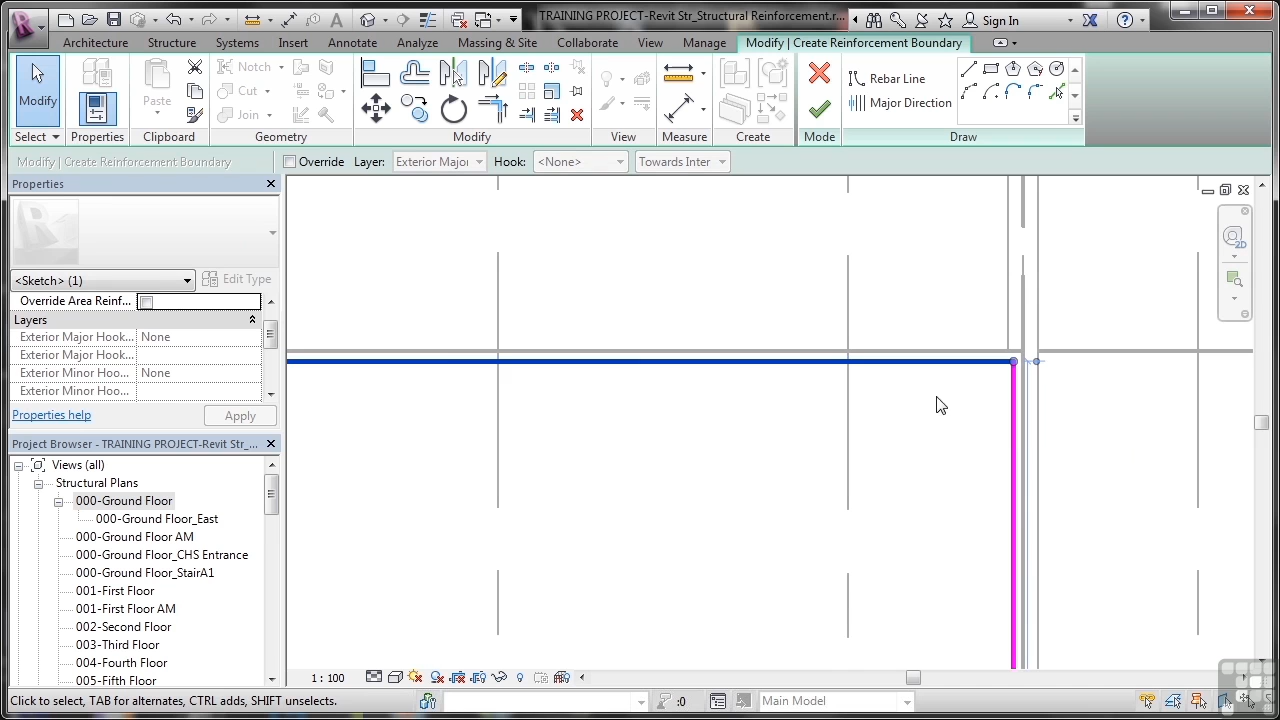 TRAINING PROJECT-Revit Str_Structural Reinforcement.r...
Sign In
Architecture Structure Systems Insert Annotate Analyze Massing & Site Collaborate View Manage Modify | Create Reinforcement Boundary
Modify
Paste
Notch
Cut
Join
Rebar Line
Major Direction
Select Properties Clipboard Geometry Modify View Measure Create Mode Draw
Modify | Create Reinforcement Boundary
Override Layer: Exterior Major Hook: <None> Towards Inter
Properties
<Sketch> (1) Edit Type
Override Area Reinf...
Layers
Exterior Major Hook... None
Exterior Major Hook...
Exterior Minor Hoo... None
Exterior Minor Hoo...
Properties help Apply
Project Browser - TRAINING PROJECT-Revit Str_...
Views (all)
Structural Plans
000-Ground Floor
000-Ground Floor_East
000-Ground Floor AM
000-Ground Floor_CHS Entrance
000-Ground Floor_StairA1
001-First Floor
001-First Floor AM
002-Second Floor
003-Third Floor
004-Fourth Floor
005-Fifth Floor
2D
1 : 100
Click to select, TAB for alternates, CTRL adds, SHIFT unselects.
:0
Main Model